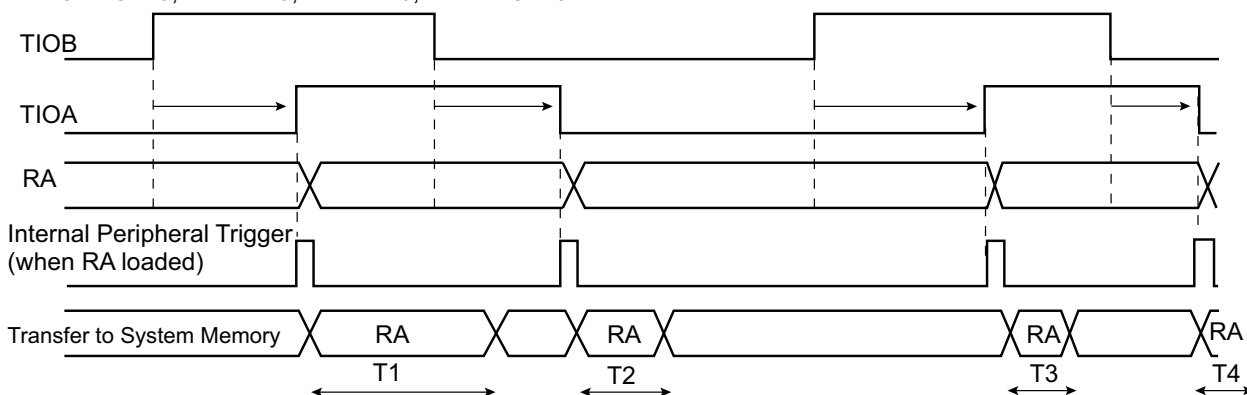 TIOB
TIOA
RA
Internal Peripheral Trigger
(when RA loaded)
Transfer to System Memory RA RA RA RA
T1 T2 T3 T4